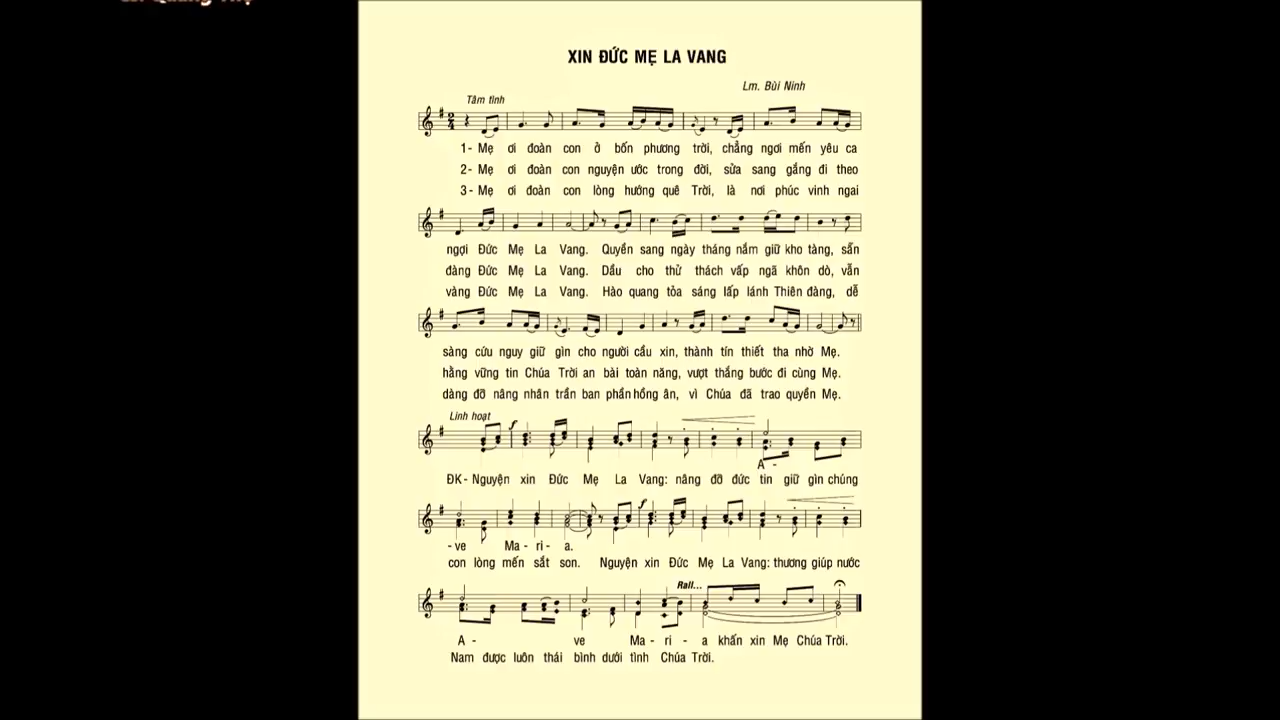 XIN ĐỨC MẸ LA VANG
Lm. Bùi Ninh
Tâm tình
1- Mẹ ơi đoàn con ở bốn phương trời, chẳng ngơi mến yêu ca
2- Mẹ ơi đoàn con nguyện ước trong đời, sửa sang gắng đi theo
3- Mẹ ơi đoàn con lòng hướng quê Trời, là nơi phúc vinh ngai
ngợi Đức Mẹ La Vang. Quyền sang ngày tháng nắm giữ kho tàng, sẵn
đàng Đức Mẹ La Vang. Dẩu cho thử thách vấp ngã khôn dò, vẫn
vàng Đức Mẹ La Vang. Hào quang tỏa sáng lấp lánh Thiên đàng, dễ
sàng cứu nguy giữ gìn cho người cầu xin, thành tín thiết tha nhờ Mẹ.
hằng vững tin Chúa Trời an bài toàn năng, vượt thắng bước đi cùng Mẹ.
dàng đỡ nâng nhân trần ban phần hồng ân, vì Chúa đã trao quyền Mẹ.
Linh hoạt
f
A -
ĐK- Nguyện xin Đức Mẹ La Vang: nâng đỡ đức tin giữ gìn chúng
f
- ve Ma - ri - a.
con lòng mến sắt son. Nguyện xin Đức Mẹ La Vang: thương giúp nước
Rall...
A - ve Ma - ri - a khấn xin Mẹ Chúa Trời.
Nam được luôn thái bình dưới tình Chúa Trời.